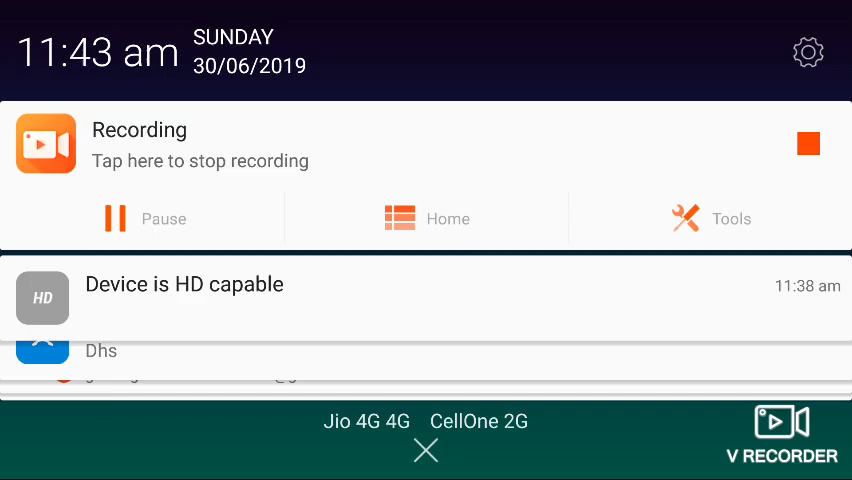 11:43 am
SUNDAY
30/06/2019
Recording
Tap here to stop recording
Pause
Home
Tools
HD
Device is HD capable
11:38 am
Dhs
Jio 4G 4G CellOne 2G
V RECORDER